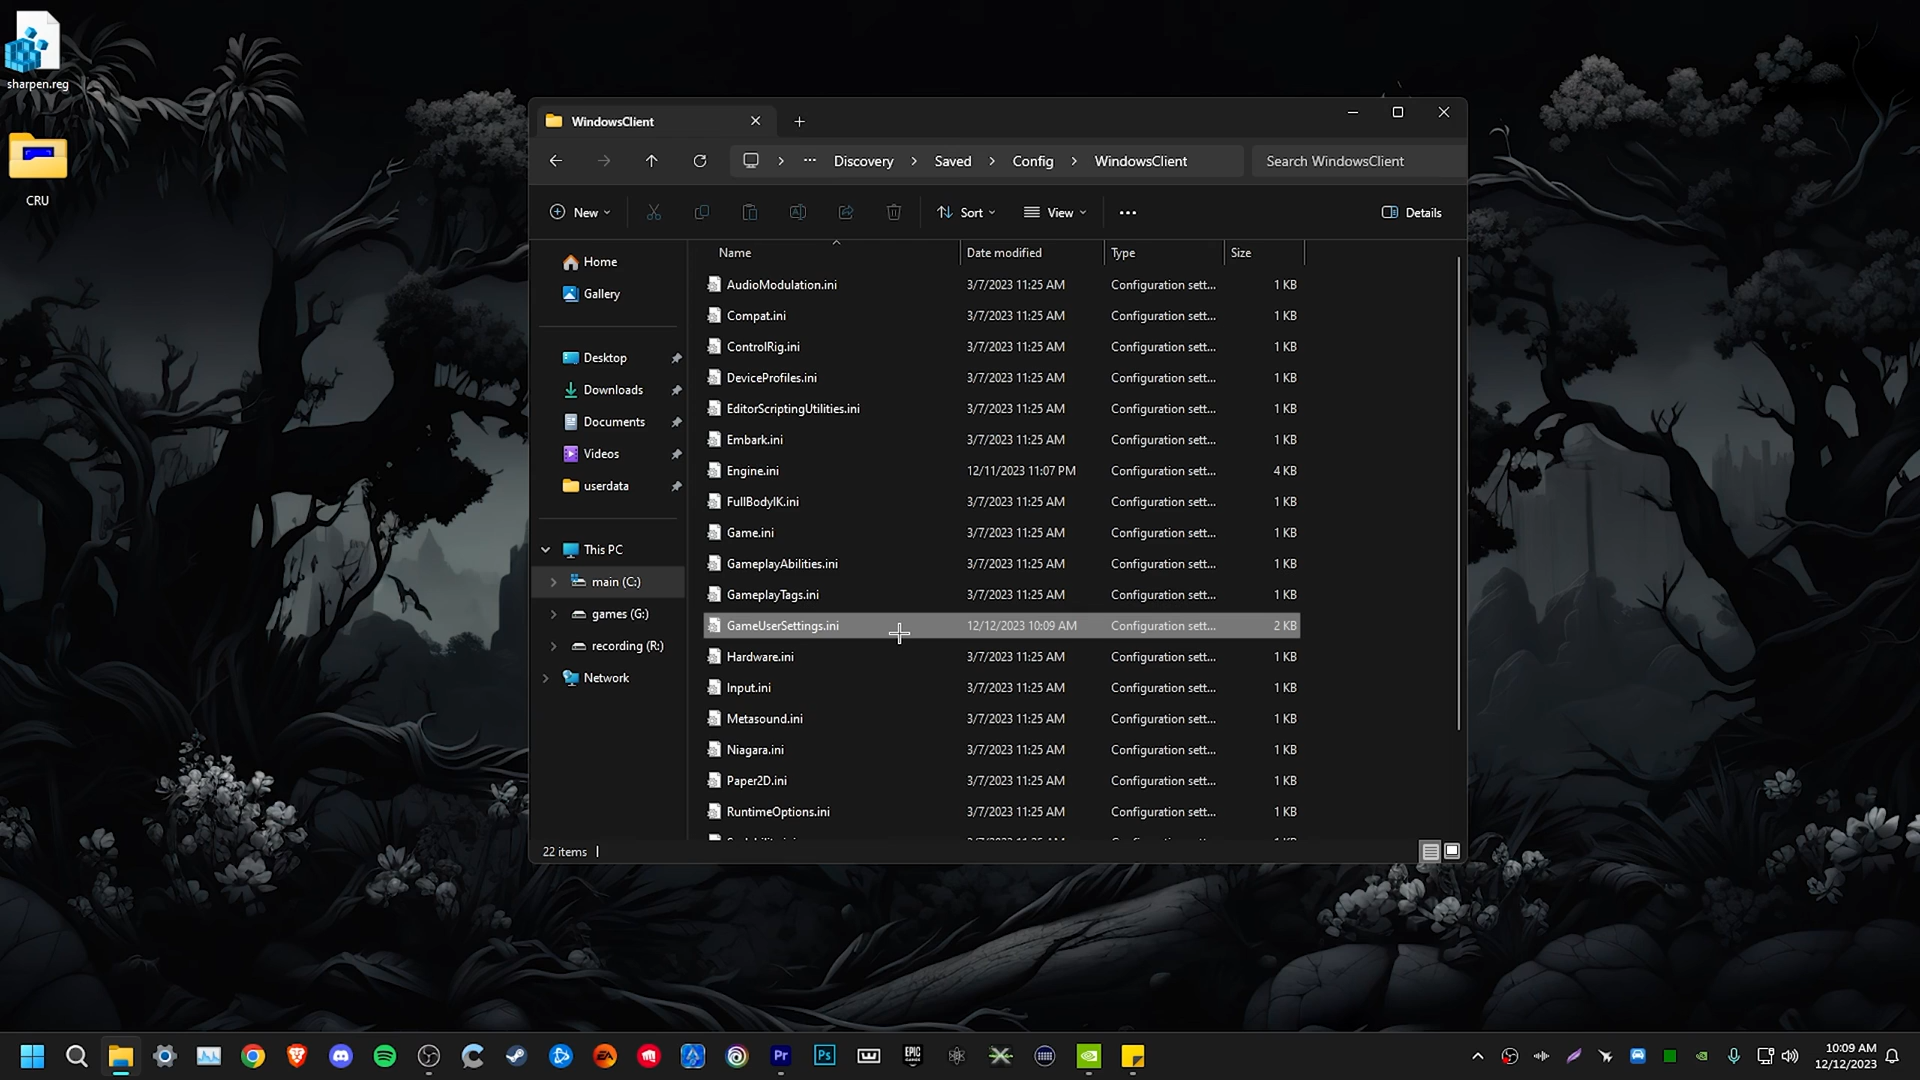 sharpen.reg
CRU
WindowsClient
Discovery
Saved
Config
WindowsClient
Search WindowsClient
New
Sort
View
Details
Home
Gallery
Desktop
Downloads
Documents
Videos
userdata
This PC
main (C:)
games (G:)
recording (R:)
Network
Name Date modified Type Size
AudioModulation.ini 3/7/2023 11:25 AM Configuration sett... 1 KB
Compat.ini 3/7/2023 11:25 AM Configuration sett... 1 KB
ControlRig.ini 3/7/2023 11:25 AM Configuration sett... 1 KB
DeviceProfiles.ini 3/7/2023 11:25 AM Configuration sett... 1 KB
EditorScriptingUtilities.ini 3/7/2023 11:25 AM Configuration sett... 1 KB
Embark.ini 3/7/2023 11:25 AM Configuration sett... 1 KB
Engine.ini 12/11/2023 11:07 PM Configuration sett... 4 KB
FullBodyIK.ini 3/7/2023 11:25 AM Configuration sett... 1 KB
Game.ini 3/7/2023 11:25 AM Configuration sett... 1 KB
GameplayAbilities.ini 3/7/2023 11:25 AM Configuration sett... 1 KB
GameplayTags.ini 3/7/2023 11:25 AM Configuration sett... 1 KB
GameUserSettings.ini 12/12/2023 10:09 AM Configuration sett... 2 KB
Hardware.ini 3/7/2023 11:25 AM Configuration sett... 1 KB
Input.ini 3/7/2023 11:25 AM Configuration sett... 1 KB
Metasound.ini 3/7/2023 11:25 AM Configuration sett... 1 KB
Niagara.ini 3/7/2023 11:25 AM Configuration sett... 1 KB
Paper2D.ini 3/7/2023 11:25 AM Configuration sett... 1 KB
RuntimeOptions.ini 3/7/2023 11:25 AM Configuration sett... 1 KB
22 items
EA
Pr
Ps
EPIC
10:09 AM
12/12/2023